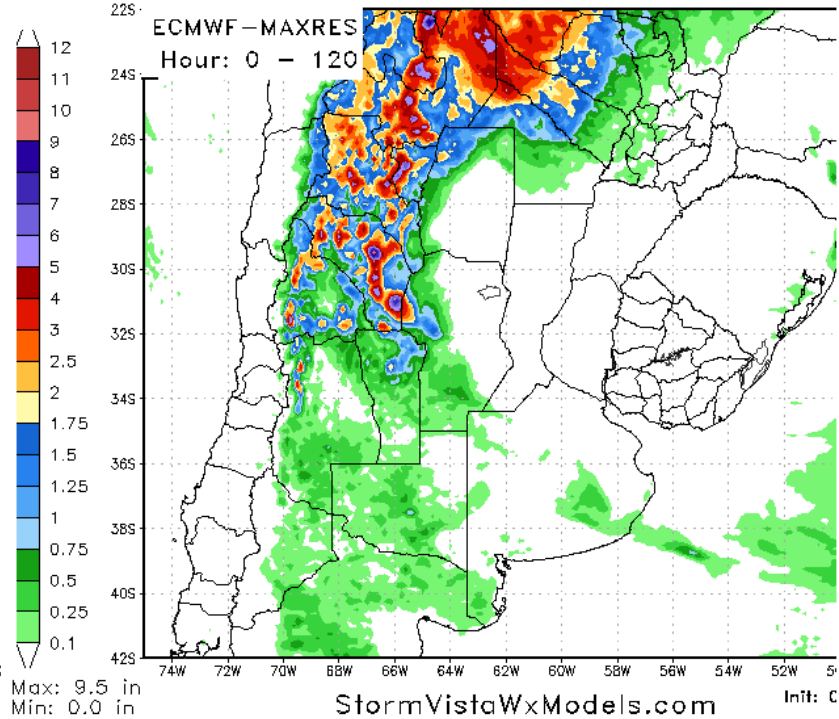 ECMWF-MAXRES
Hour: 0 - 120
12
11
10
9
8
7
6
5
4
3
2.5
2
1.75
1.5
1.25
1
0.75
0.5
0.25
0.1
22S
24S
26S
28S
30S
32S
34S
36S
38S
40S
42S
74W 72W 70W 68W 66W 64W 62W 60W 58W 56W 54W 52W
Max: 9.5 in
Min: 0.0 in
StormVistaWxModels.com
Init: